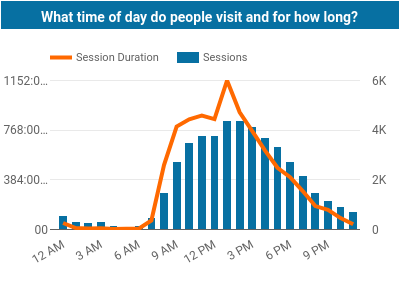 What time of day do people visit and for how long?
Session Duration Sessions
1152:0... 6K
768:00... 4K
384:00... 2K
00 0
12 AM 3 AM 6 AM 9 AM 12 PM 3 PM 6 PM 9 PM